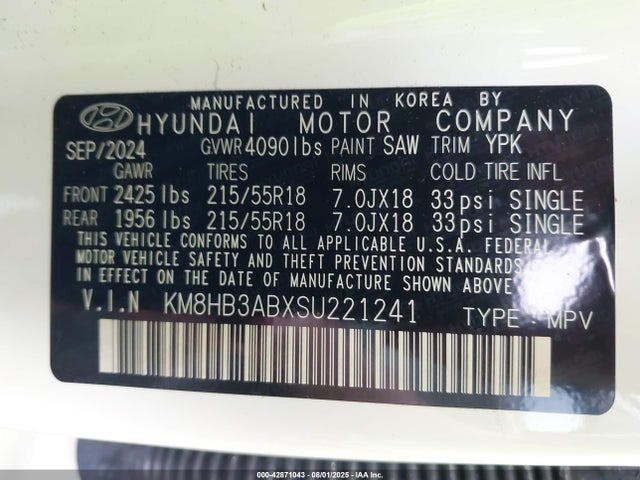 MANUFACTURED IN KOREA BY
HYUNDAI MOTOR COMPANY
SEP/2024 GVWR 4090 lbs PAINT SAW TRIM YPK
GAWR TIRES RIMS COLD TIRE INFL
FRONT 2425 lbs 215/55R18 7.0JX18 33 psi SINGLE
REAR 1956 lbs 215/55R18 7.0JX18 33 psi SINGLE
THIS VEHICLE CONFORMS TO ALL APPLICABLE U.S.A. FEDERAL
MOTOR VEHICLE SAFETY AND THEFT PREVENTION STANDARDS
IN EFFECT ON THE DATE OF MANUFACTURE SHOWN ABOVE.
V.I.N KM8HB3ABXSU221241 TYPE : MPV
000-42871043 - 08/01/2025 - IAA Inc.